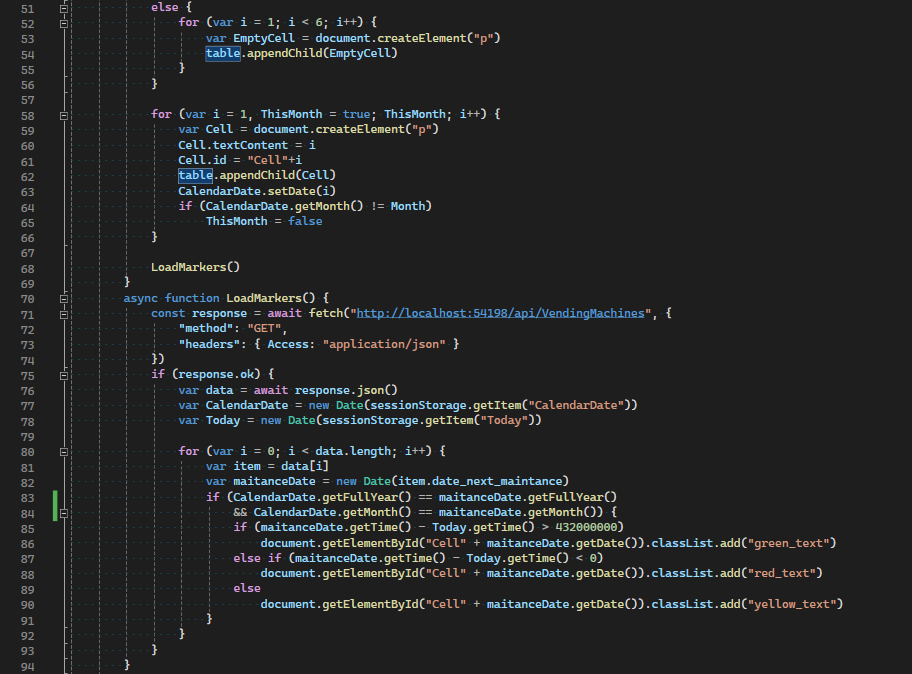 51 else {
52 for (var i = 1; i < 6; i++) {
53 var EmptyCell = document.createElement("p")
54 table.appendChild(EmptyCell)
55 }
56 }
57
58 for (var i = 1, ThisMonth = true; ThisMonth; i++) {
59 var Cell = document.createElement("p")
60 Cell.textContent = i
61 Cell.id = "Cell"+i
62 table.appendChild(Cell)
63 CalendarDate.setDate(i)
64 if (CalendarDate.getMonth() != Month)
65 ThisMonth = false
66 }
67
68 LoadMarkers()
69 }
70 async function LoadMarkers() {
71 const response = await fetch("http://localhost:54198/api/VendingMachines", {
72 "method": "GET",
73 "headers": { Access: "application/json" }
74 })
75 if (response.ok) {
76 var data = await response.json()
77 var CalendarDate = new Date(sessionStorage.getItem("CalendarDate"))
78 var Today = new Date(sessionStorage.getItem("Today"))
79
80 for (var i = 0; i < data.length; i++) {
81 var item = data[i]
82 var maitanceDate = new Date(item.date_next_maintance)
83 if (CalendarDate.getFullYear() == maitanceDate.getFullYear()
84 && CalendarDate.getMonth() == maitanceDate.getMonth()) {
85 if (maitanceDate.getTime() - Today.getTime() > 432000000)
86 document.getElementById("Cell" + maitanceDate.getDate()).classList.add("green_text")
87 else if (maitanceDate.getTime() - Today.getTime() < 0)
88 document.getElementById("Cell" + maitanceDate.getDate()).classList.add("red_text")
89 else
90 document.getElementById("Cell" + maitanceDate.getDate()).classList.add("yellow_text")
91 }
92 }
93 }
94 }